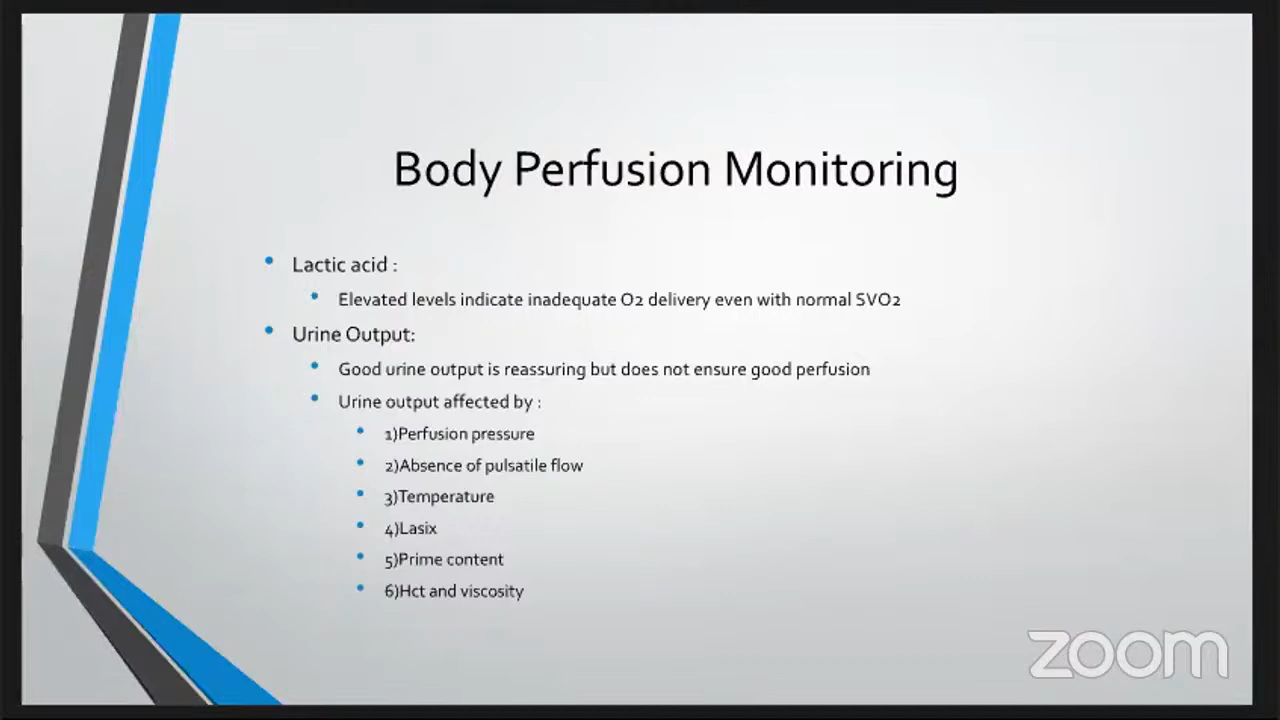 Body Perfusion Monitoring
Lactic acid :
Elevated levels indicate inadequate O2 delivery even with normal SVO2
Urine Output:
Good urine output is reassuring but does not ensure good perfusion
Urine output affected by :
1)Perfusion pressure
2)Absence of pulsatile flow
3)Temperature
4)Lasix
5)Prime content
6)Hct and viscosity
zoom